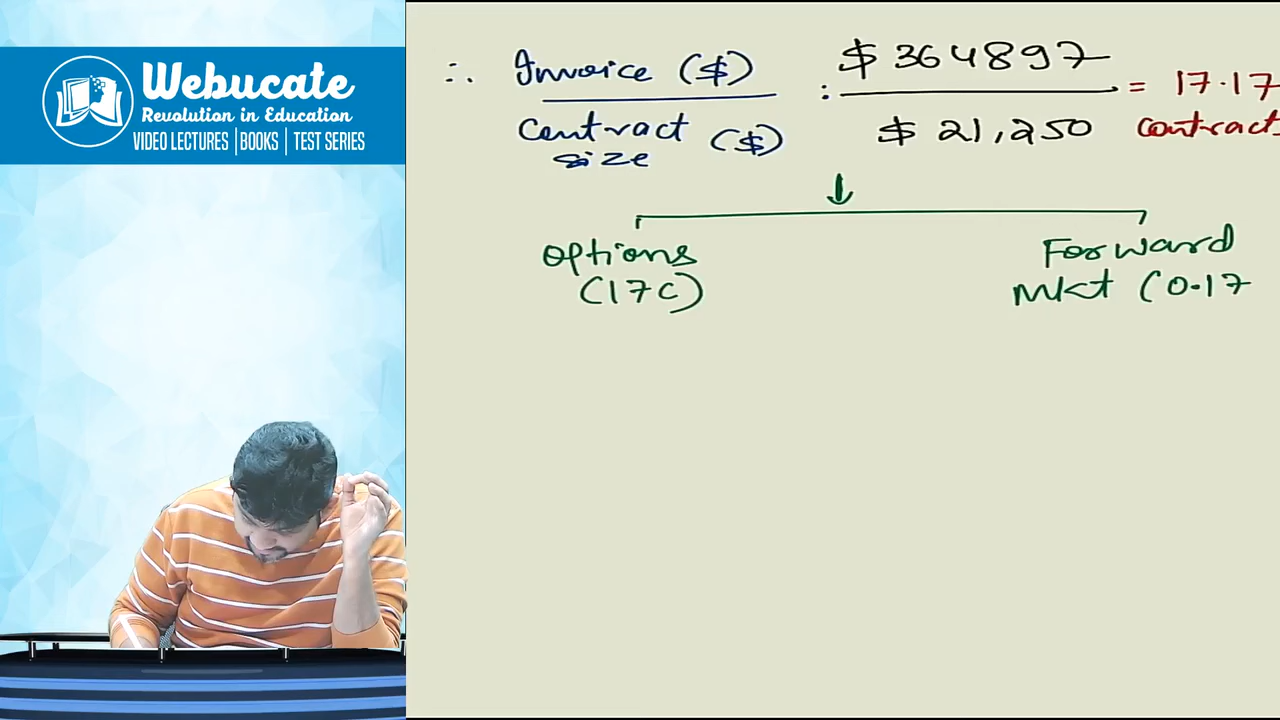 Webucate
Revolution in Education
VIDEO LECTURES | BOOKS | TEST SERIES
∴ Invoice ($) : $ 364897 = 17.17
contract size ($) $ 21,250 contracts
↓
Options Forward
(17C) Mkt (0.17